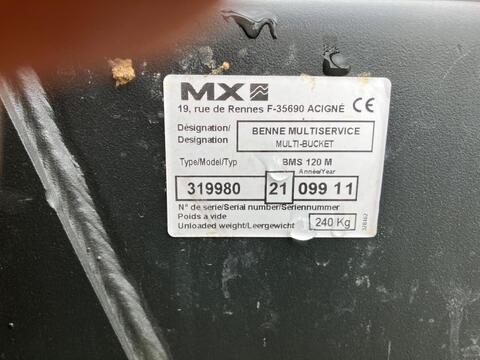 MX
19, rue de Rennes F-35690 ACIGNÉ CE
Désignation/ BENNE MULTISERVICE
Designation MULTI-BUCKET
Type/Model/Typ BMS 120 M
Année/Year
319980 21 099 11
N° de serie/Serial number/Seriennummer
Poids à vide
Unloaded weight/Leergewicht 240 Kg